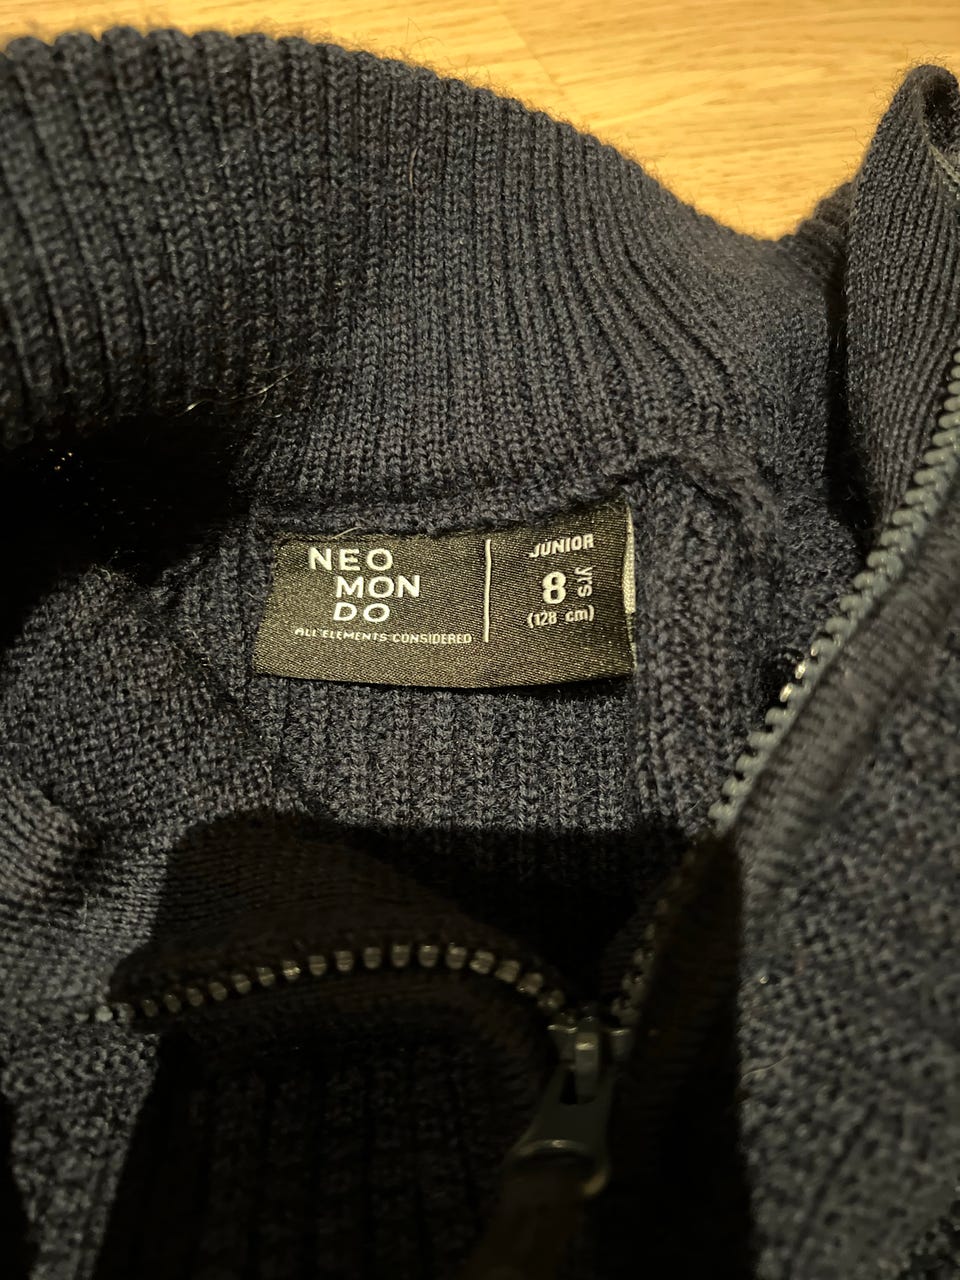 NEO
MON
DO
ALL ELEMENTS CONSIDERED
JUNIOR
8 yrs
(128 cm)